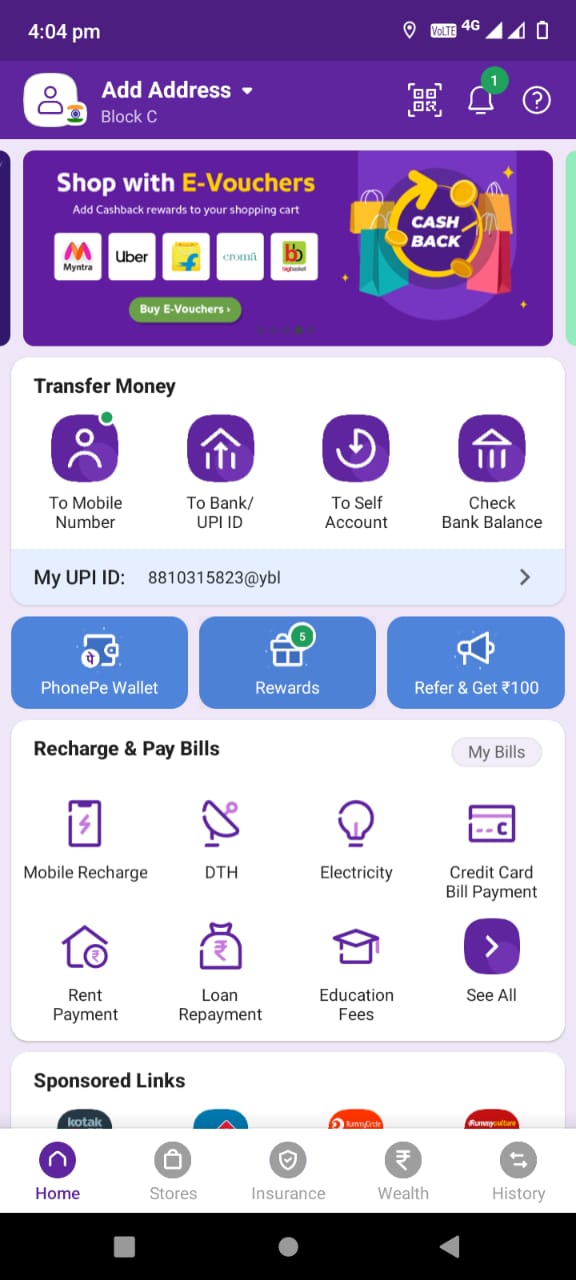 4:04 pm
VoLTE 4G
Add Address
1
Block C
Shop with E-Vouchers
Add Cashback rewards to your shopping cart
CASH
BACK
Myntra
Uber
cromā
bb
bigbasket
Buy E-Vouchers ›
Transfer Money
To Mobile
Number
To Bank/
UPI ID
To Self
Account
Check
Bank Balance
My UPI ID: 8810315823@ybl
पे
PhonePe Wallet
5
Rewards
Refer & Get ₹100
Recharge & Pay Bills
My Bills
Mobile Recharge
DTH
Electricity
Credit Card
Bill Payment
Rent
Payment
Loan
Repayment
Education
Fees
See All
Sponsored Links
kotak
RummyCircle
Rummyculture
Home
Stores
Insurance
Wealth
History